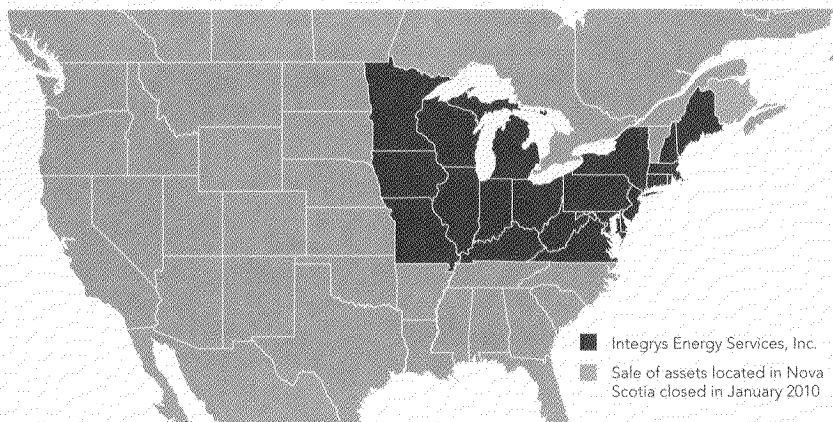 Integrys Energy Services, Inc.
Sale of assets located in Nova
Scotia closed in January 2010